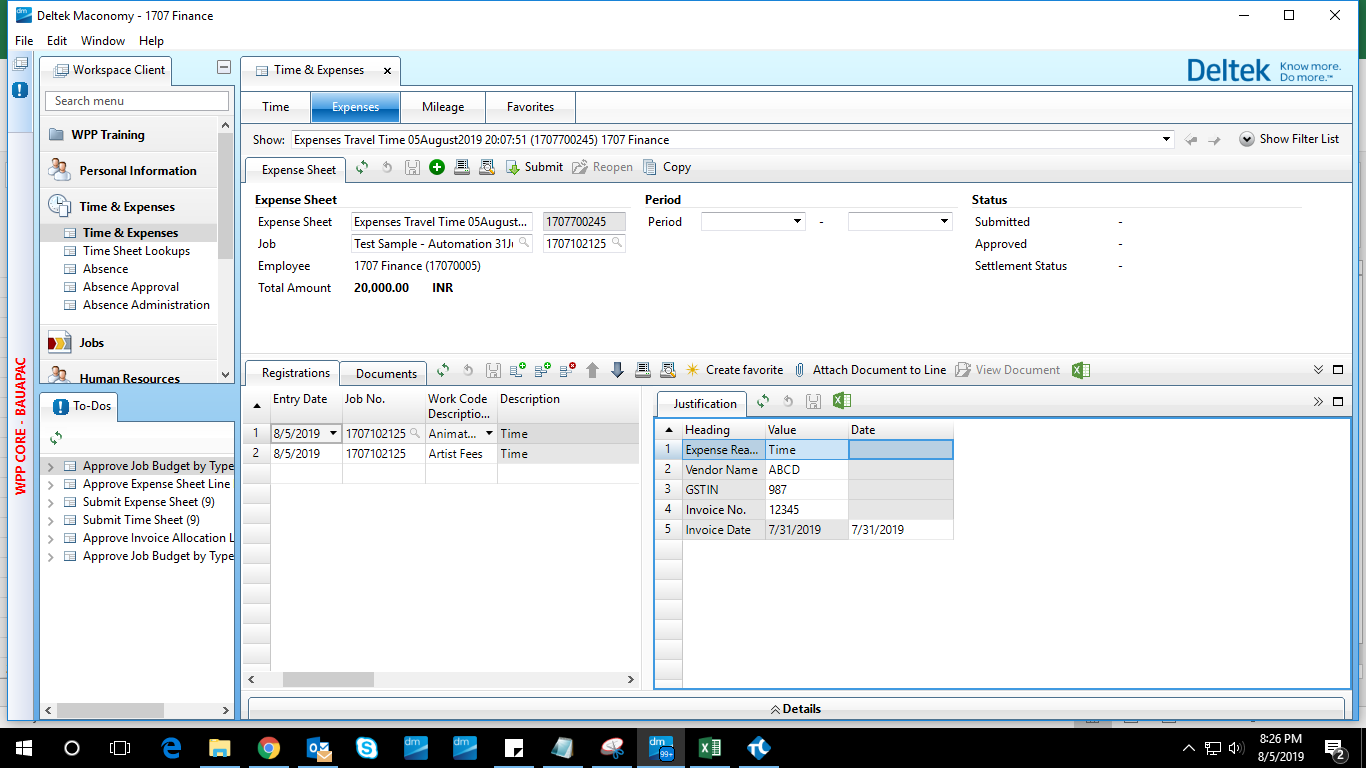 Deltek Maconomy - 1707 Finance
File Edit Window Help
Workspace Client
Time & Expenses
Deltek Know more. Do more.™
Search menu
WPP Training
Personal Information
Time & Expenses
Time & Expenses
Time Sheet Lookups
Absence
Absence Approval
Absence Administration
Jobs
Human Resources
WPP CORE - BAUAPAC
To-Dos
Approve Job Budget by Type
Approve Expense Sheet Line
Submit Expense Sheet (9)
Submit Time Sheet (9)
Approve Invoice Allocation L
Approve Job Budget by Type
Time Expenses Mileage Favorites
Show: Expenses Travel Time 05August2019 20:07:51 (1707700245) 1707 Finance Show Filter List
Expense Sheet Submit Reopen Copy
Expense Sheet Period Status
Expense Sheet Expenses Travel Time 05August... 1707700245 Period - Submitted -
Job Test Sample - Automation 31Ju 1707102125 Approved -
Employee 1707 Finance (17070005) Settlement Status -
Total Amount 20,000.00 INR
Registrations Documents Create favorite Attach Document to Line View Document
Entry Date Job No. Work Code Descriptio... Description
1 8/5/2019 1707102125 Animat... Time
2 8/5/2019 1707102125 Artist Fees Time
Justification
Heading Value Date
1 Expense Rea... Time
2 Vendor Name ABCD
3 GSTIN 987
4 Invoice No. 12345
5 Invoice Date 7/31/2019 7/31/2019
Details
dm 99+
8:26 PM
8/5/2019
2